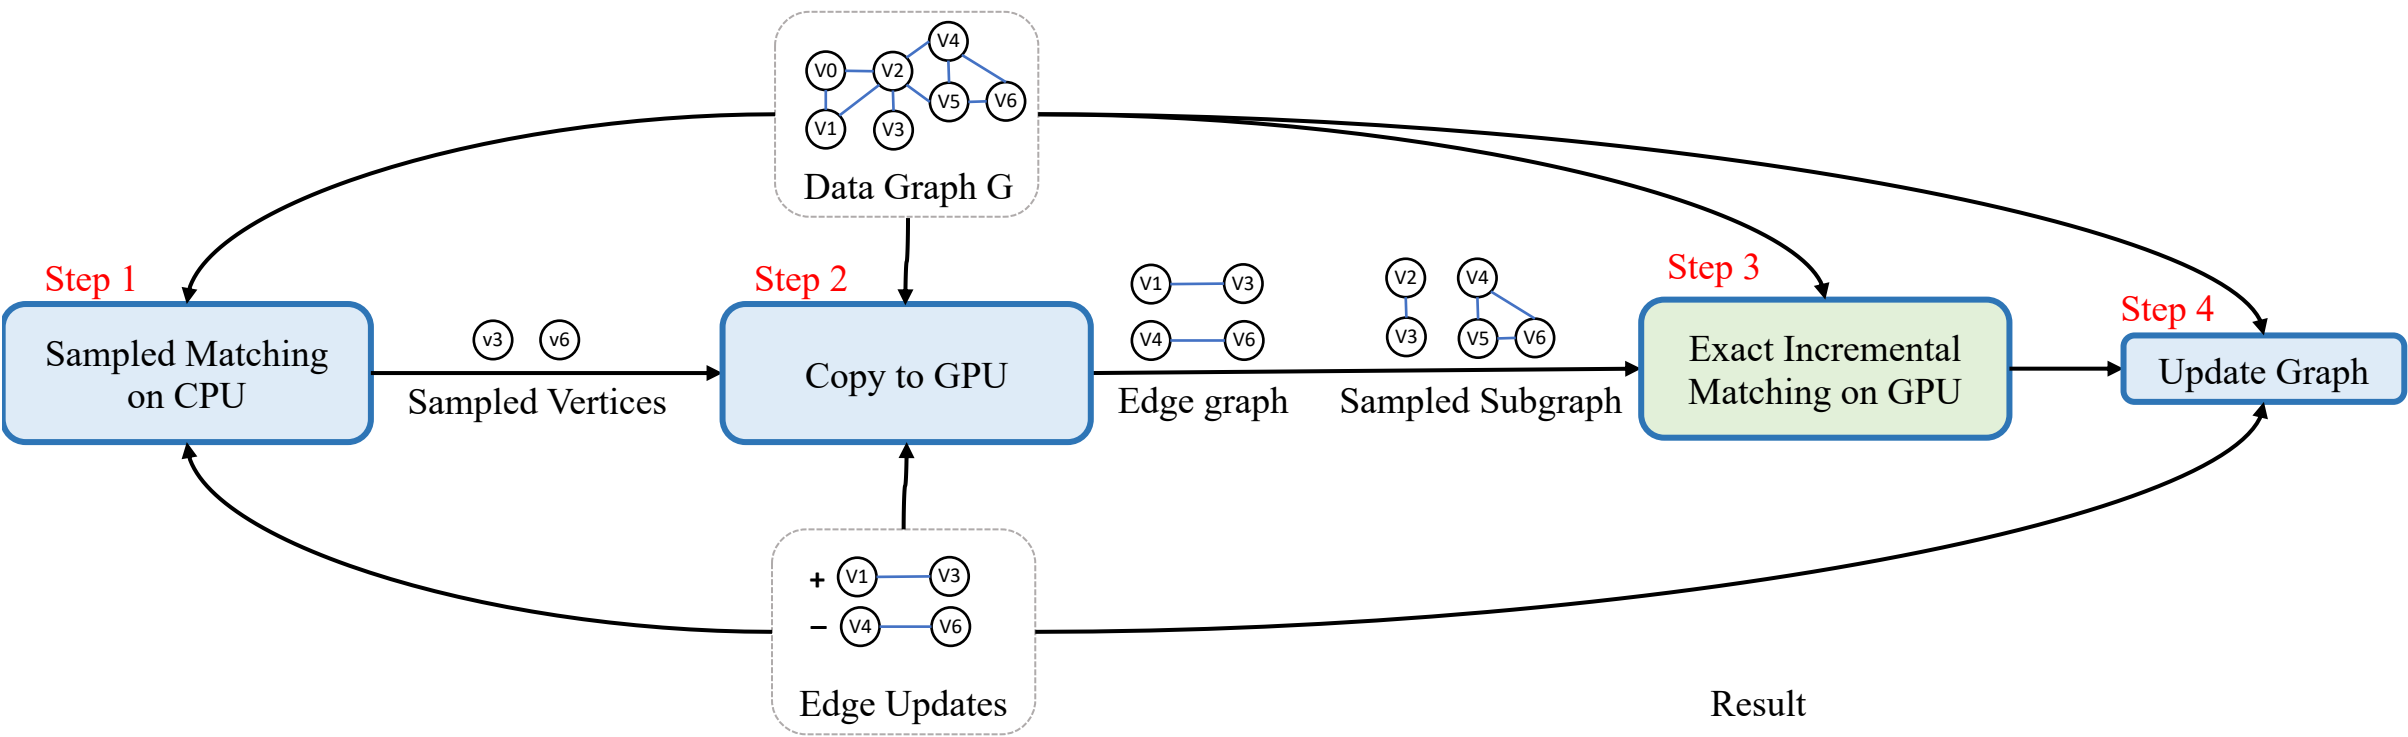 V4
V0
V2
V5
V6
V1
V3
Data Graph G
Step 1
Step 2
Step 3
Step 4
V1
V3
V2
V4
V4
V6
V3
V5
V6
v3
v6
Sampled Matching
on CPU
Sampled Vertices
Copy to GPU
Edge graph
Sampled Subgraph
Exact Incremental
Matching on GPU
Update Graph
+ V1 V3
– V4 V6
Edge Updates
Result